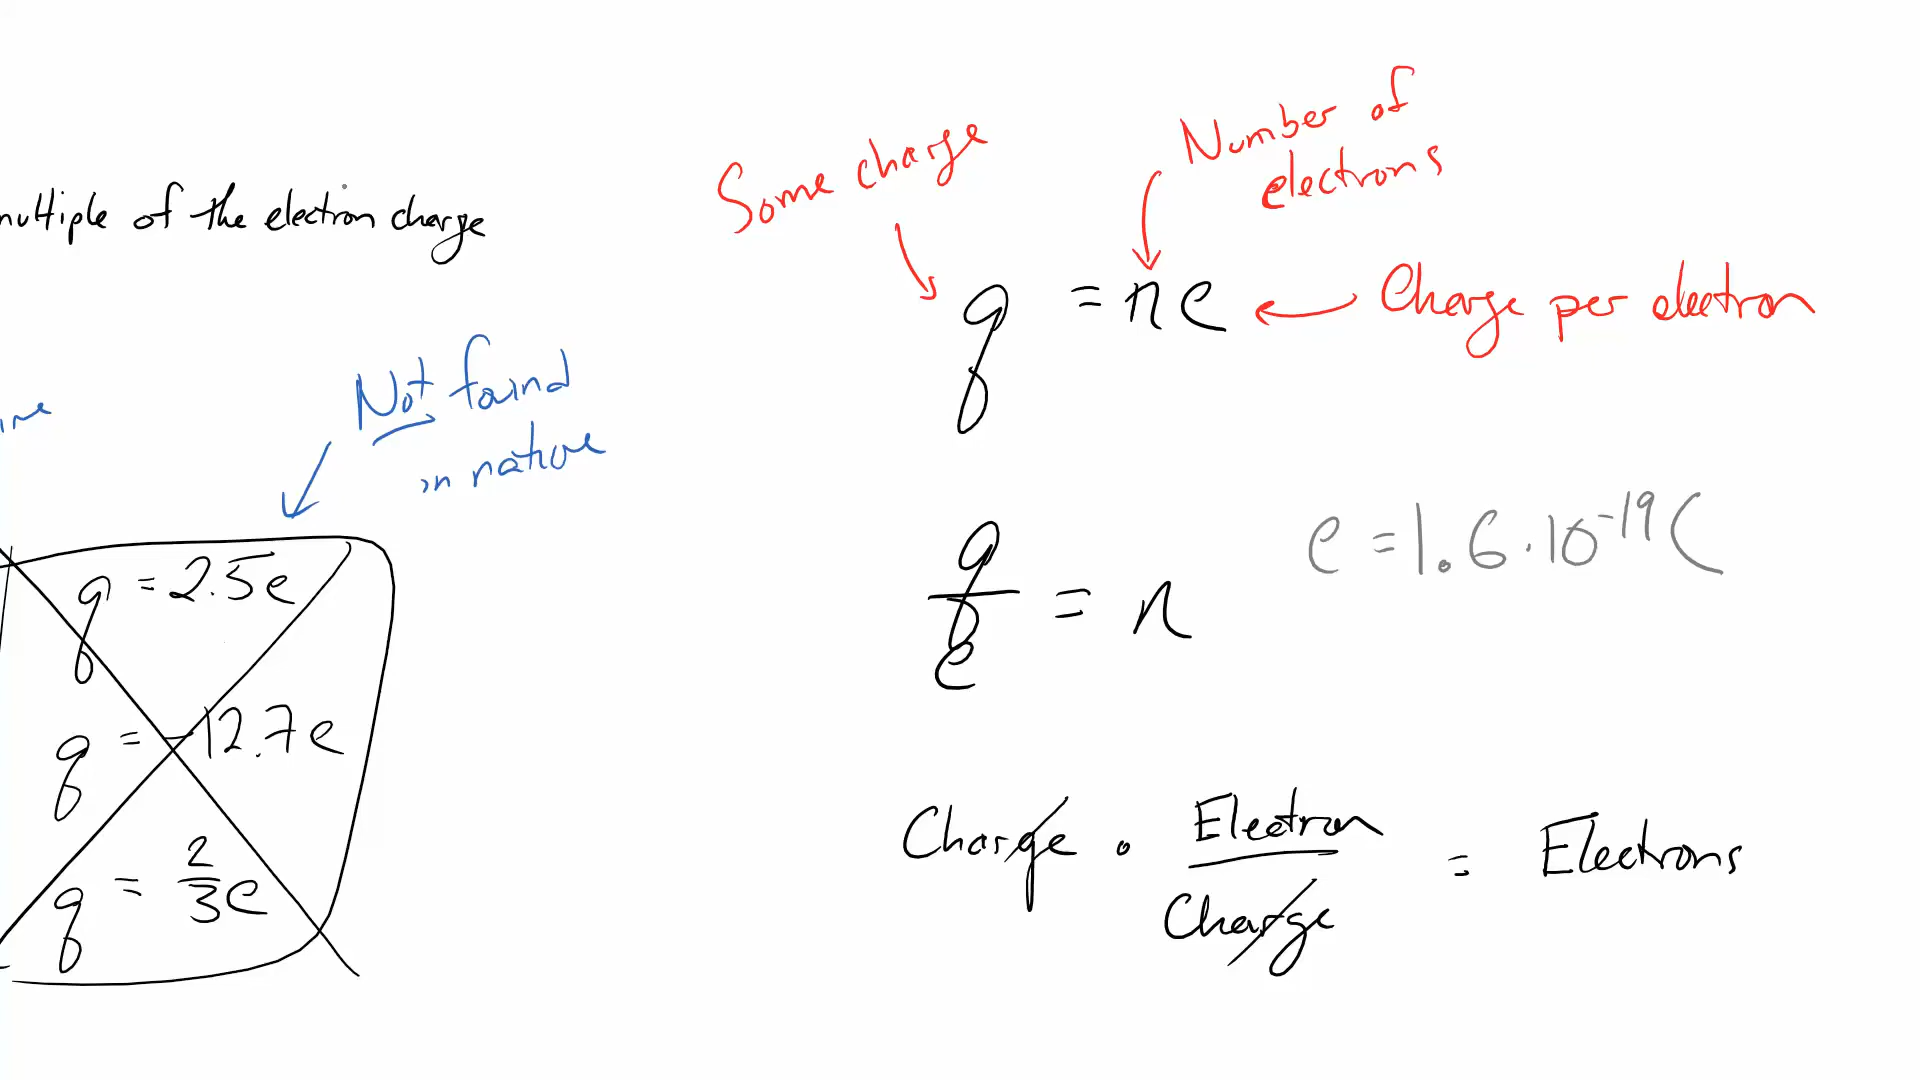 multiple of the electron charge
Not found
in nature
q = 2.5e
q = -12.7e
q = 2/3 e
Some charge
Number of
electrons
q = ne
Charge per electron
q/e = n
e = 1.6 · 10^-19 C
Charge · Electron/Charge = Electrons